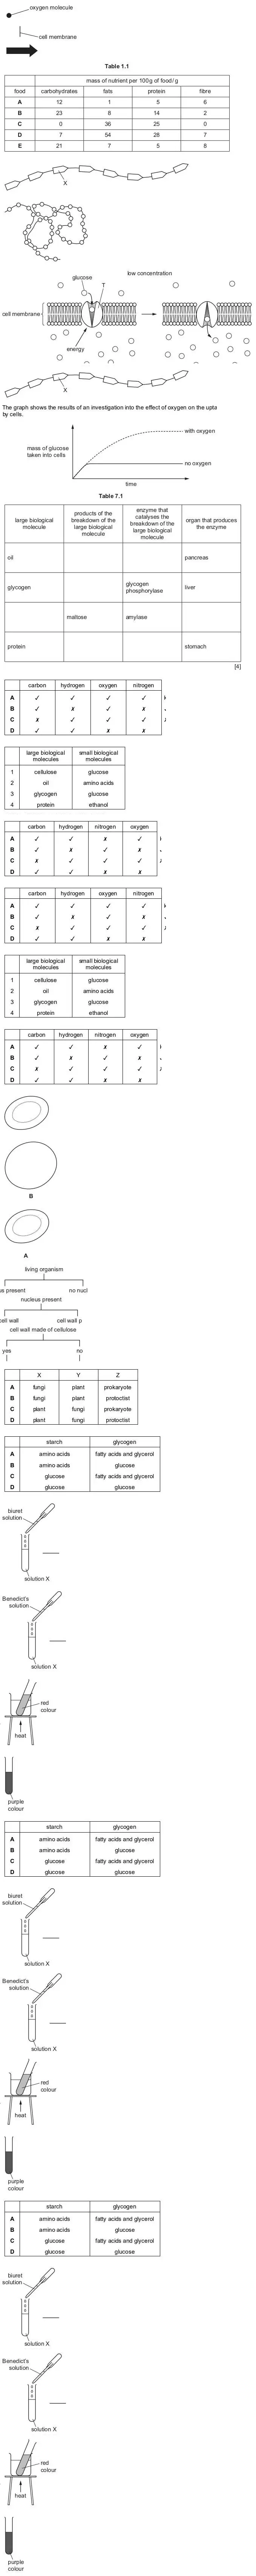 oxygen molecule
cell membrane
Table 1.1
mass of nutrient per 100 g of food / g
food carbohydrates fats protein fibre
A 12 1 5 6
B 23 8 14 2
C 0 36 25 0
D 7 54 28 7
E 21 7 5 8
X
low concentration
glucose
T
cell membrane
energy
X
The graph shows the results of an investigation into the effect of oxygen on the upta
by cells.
with oxygen
mass of glucose
taken into cells
no oxygen
time
Table 7.1
large biological molecule products of the breakdown of the large biological molecule enzyme that catalyses the breakdown of the large biological molecule organ that produces the enzyme
oil pancreas
glycogen glycogen phosphorylase liver
maltose amylase
protein stomach
[4]
carbon hydrogen oxygen nitrogen
A ✓ ✓ ✓ ✓
B ✓ ✗ ✓ ✗
C ✗ ✓ ✓ ✓
D ✓ ✓ ✗ ✗
large biological molecules small biological molecules
1 cellulose glucose
2 oil amino acids
3 glycogen glucose
4 protein ethanol
carbon hydrogen nitrogen oxygen
A ✓ ✓ ✗ ✓
B ✓ ✗ ✓ ✗
C ✗ ✓ ✓ ✓
D ✓ ✓ ✗ ✗
carbon hydrogen oxygen nitrogen
A ✓ ✓ ✓ ✓
B ✓ ✗ ✓ ✗
C ✗ ✓ ✓ ✓
D ✓ ✓ ✗ ✗
large biological molecules small biological molecules
1 cellulose glucose
2 oil amino acids
3 glycogen glucose
4 protein ethanol
carbon hydrogen nitrogen oxygen
A ✓ ✓ ✗ ✓
B ✓ ✗ ✓ ✗
C ✗ ✓ ✓ ✓
D ✓ ✓ ✗ ✗
B
A
living organism
us present no nucl
nucleus present
cell wall cell wall p
cell wall made of cellulose
yes no
X Y Z
A fungi plant prokaryote
B fungi plant protoctist
C plant fungi prokaryote
D plant fungi protoctist
starch glycogen
A amino acids fatty acids and glycerol
B amino acids glucose
C glucose fatty acids and glycerol
D glucose glucose
biuret
solution
solution X
Benedict's
solution
solution X
red
colour
heat
purple
colour
starch glycogen
A amino acids fatty acids and glycerol
B amino acids glucose
C glucose fatty acids and glycerol
D glucose glucose
biuret
solution
solution X
Benedict's
solution
solution X
red
colour
heat
purple
colour
starch glycogen
A amino acids fatty acids and glycerol
B amino acids glucose
C glucose fatty acids and glycerol
D glucose glucose
biuret
solution
solution X
Benedict's
solution
solution X
red
colour
heat
purple
colour